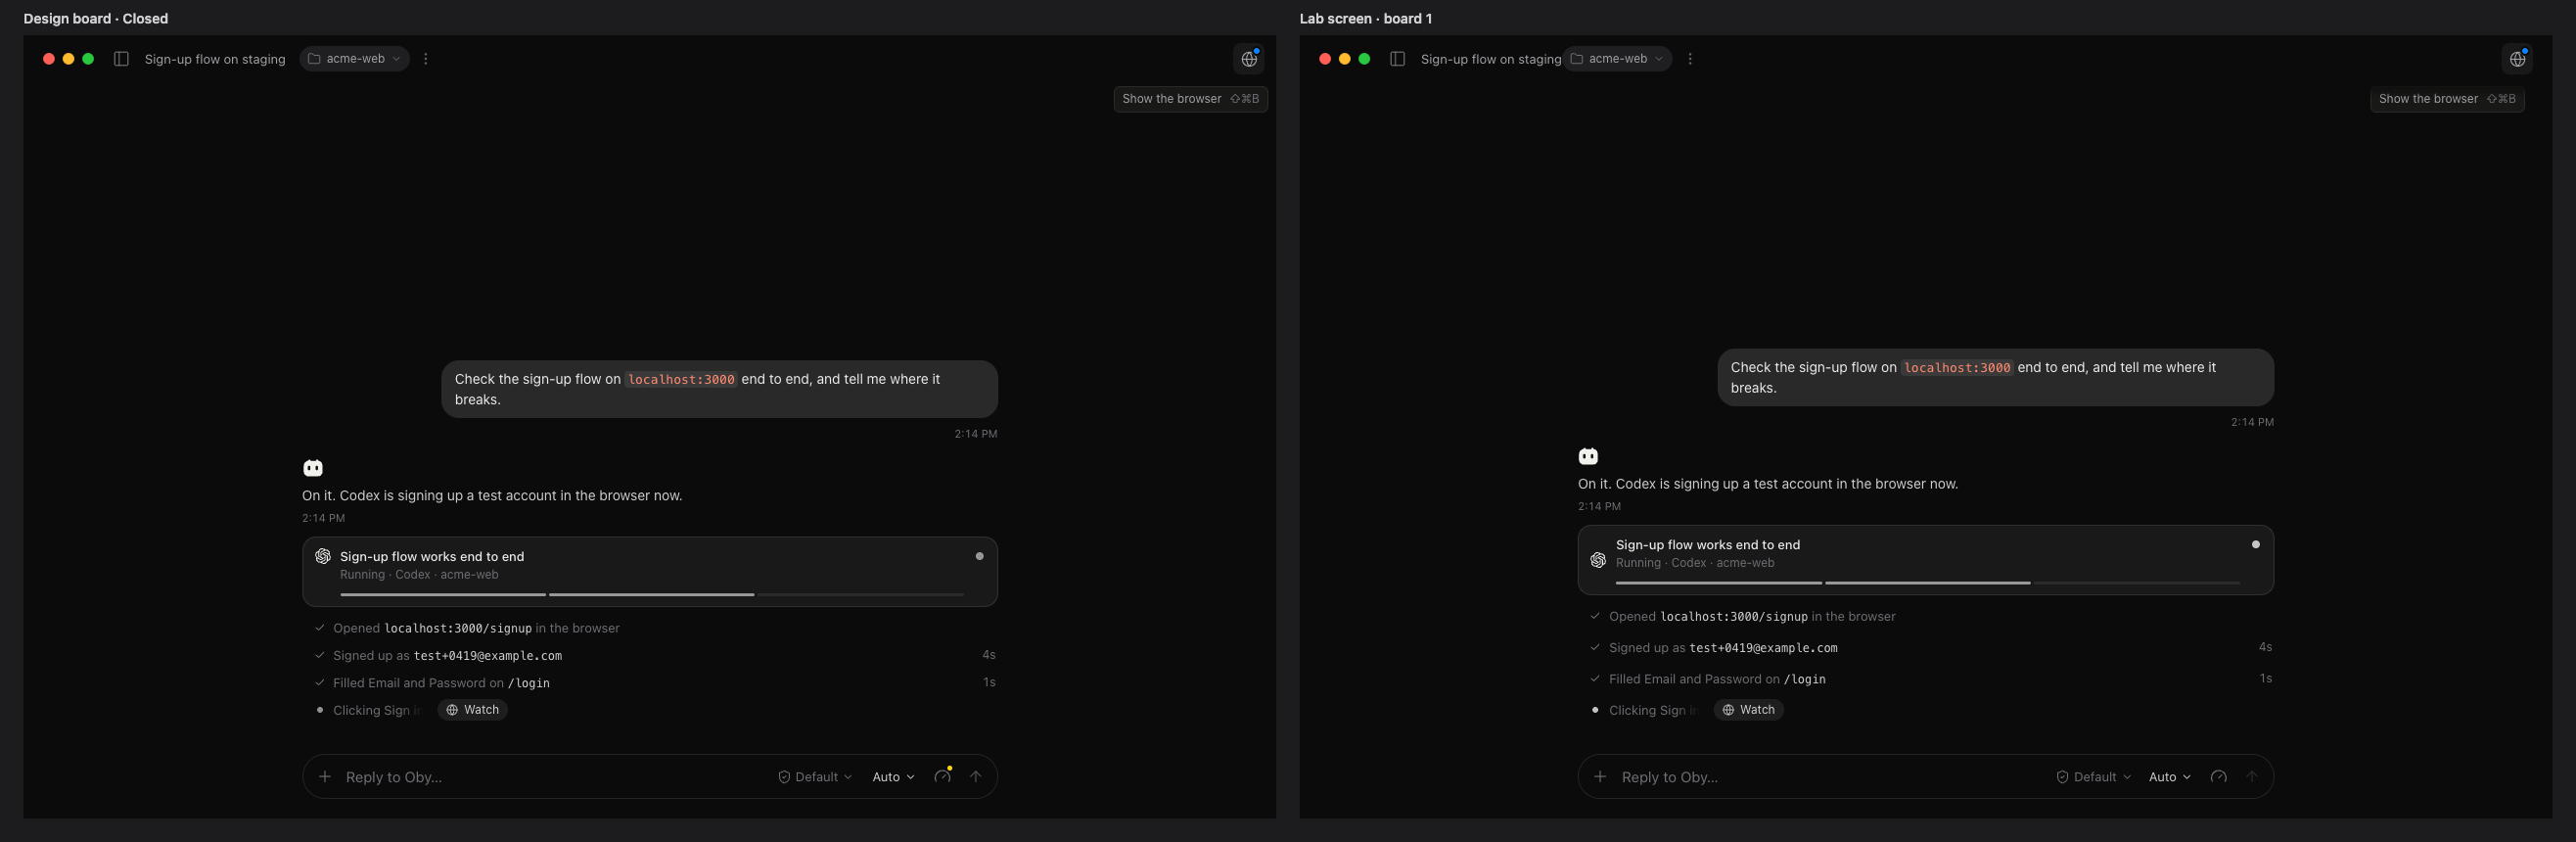 Design board · Closed
Sign-up flow on staging acme-web
Show the browser ⇧⌘B
Check the sign-up flow on localhost:3000 end to end, and tell me where it
breaks.
2:14 PM
On it. Codex is signing up a test account in the browser now.
2:14 PM
Sign-up flow works end to end
Running · Codex · acme-web
Opened localhost:3000/signup in the browser
Signed up as test+0419@example.com 4s
Filled Email and Password on /login 1s
Clicking Sign in Watch
Reply to Oby... Default Auto
Lab screen · board 1
Sign-up flow on staging acme-web
Show the browser ⇧⌘B
Check the sign-up flow on localhost:3000 end to end, and tell me where it
breaks.
2:14 PM
On it. Codex is signing up a test account in the browser now.
2:14 PM
Sign-up flow works end to end
Running · Codex · acme-web
Opened localhost:3000/signup in the browser
Signed up as test+0419@example.com 4s
Filled Email and Password on /login 1s
Clicking Sign in Watch
Reply to Oby... Default Auto